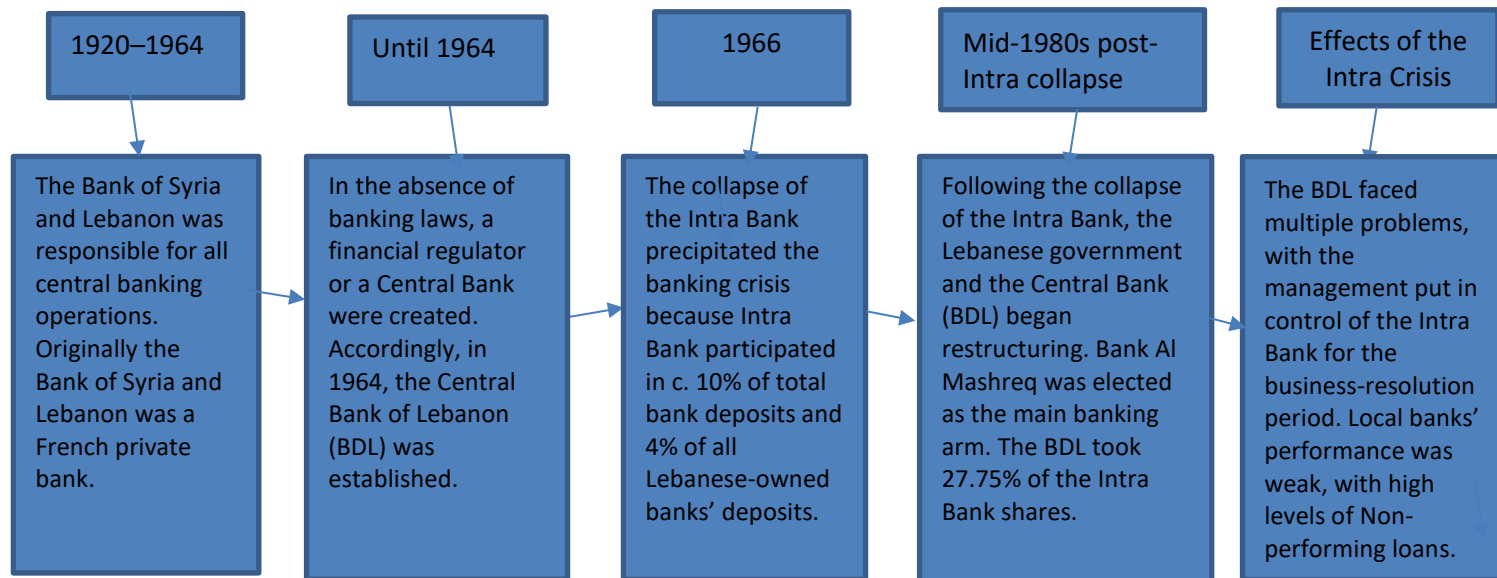 1920–1964
The Bank of Syria
and Lebanon was
responsible for all
central banking
operations.
Originally the
Bank of Syria and
Lebanon was a
French private
bank.
Until 1964
In the absence of
banking laws, a
financial regulator
or a Central Bank
were created.
Accordingly, in
1964, the Central
Bank of Lebanon
(BDL) was
established.
1966
The collapse of
the Intra Bank
precipitated the
banking crisis
because Intra
Bank participated
in c. 10% of total
bank deposits and
4% of all
Lebanese-owned
banks’ deposits.
Mid-1980s post-
Intra collapse
Following the collapse
of the Intra Bank, the
Lebanese government
and the Central Bank
(BDL) began
restructuring. Bank Al
Mashreq was elected
as the main banking
arm. The BDL took
27.75% of the Intra
Bank shares.
Effects of the
Intra Crisis
The BDL faced
multiple problems,
with the
management put in
control of the Intra
Bank for the
business-resolution
period. Local banks’
performance was
weak, with high
levels of Non-
performing loans.